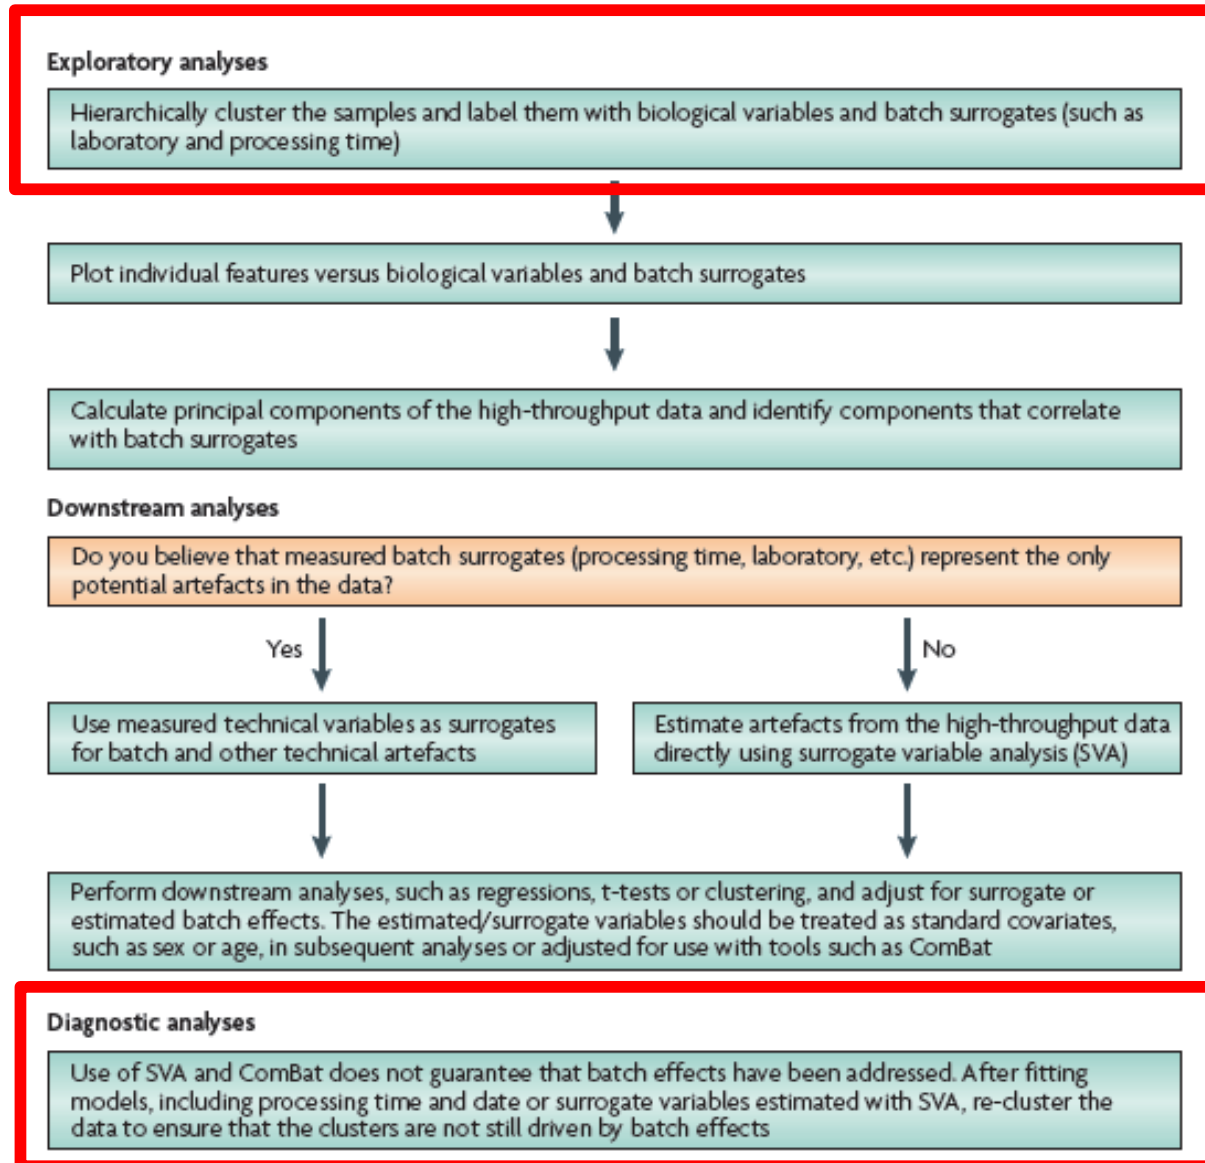 Exploratory analyses
Hierarchically cluster the samples and label them with biological variables and batch surrogates (such as
laboratory and processing time)
Plot individual features versus biological variables and batch surrogates
Calculate principal components of the high-throughput data and identify components that correlate
with batch surrogates
Downstream analyses
Do you believe that measured batch surrogates (processing time, laboratory, etc.) represent the only
potential artefacts in the data?
Yes
No
Use measured technical variables as surrogates
for batch and other technical artefacts
Estimate artefacts from the high-throughput data
directly using surrogate variable analysis (SVA)
Perform downstream analyses, such as regressions, t-tests or clustering, and adjust for surrogate or
estimated batch effects. The estimated/surrogate variables should be treated as standard covariates,
such as sex or age, in subsequent analyses or adjusted for use with tools such as ComBat
Diagnostic analyses
Use of SVA and ComBat does not guarantee that batch effects have been addressed. After fitting
models, including processing time and date or surrogate variables estimated with SVA, re-cluster the
data to ensure that the clusters are not still driven by batch effects